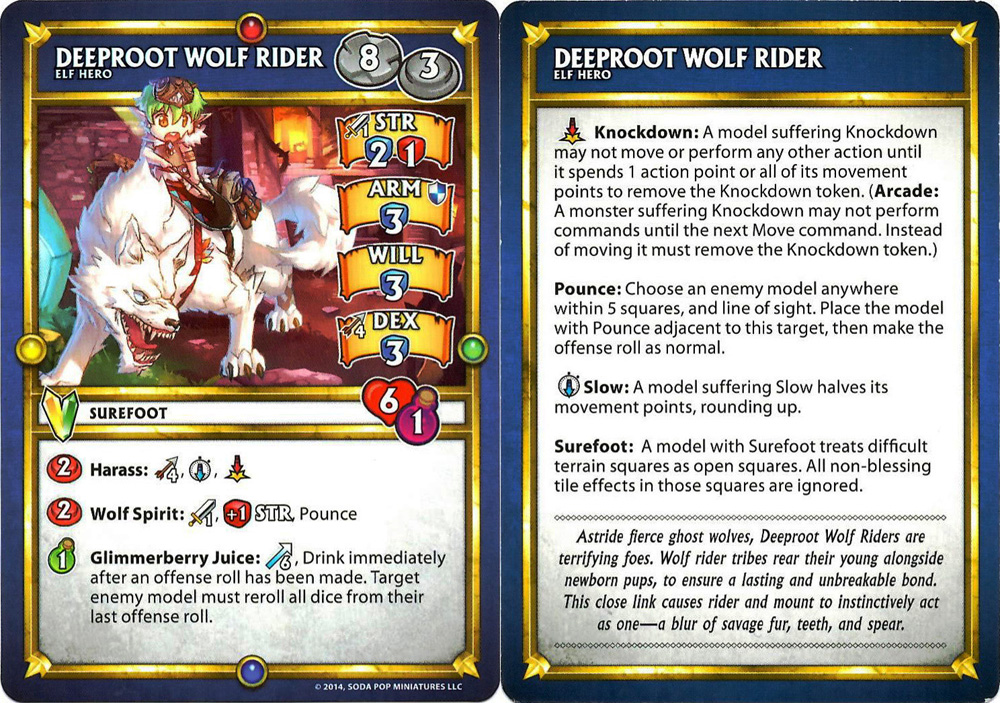 DEEPROOT WOLF RIDER
ELF HERO
8
3
1 STR
2 1
ARM
3
WILL
3
4 DEX
3
SUREFOOT
6
1
2 Harass: 4, , 
2 Wolf Spirit: 1, +1 STR, Pounce
1 Glimmerberry Juice: 6, Drink immediately
after an offense roll has been made. Target
enemy model must reroll all dice from their
last offense roll.
© 2014, SODA POP MINIATURES LLC
DEEPROOT WOLF RIDER
ELF HERO
Knockdown: A model suffering Knockdown
may not move or perform any other action until
it spends 1 action point or all of its movement
points to remove the Knockdown token. (Arcade:
A monster suffering Knockdown may not perform
commands until the next Move command. Instead
of moving it must remove the Knockdown token.)
Pounce: Choose an enemy model anywhere
within 5 squares, and line of sight. Place the model
with Pounce adjacent to this target, then make the
offense roll as normal.
Slow: A model suffering Slow halves its
movement points, rounding up.
Surefoot: A model with Surefoot treats difficult
terrain squares as open squares. All non-blessing
tile effects in those squares are ignored.
Astride fierce ghost wolves, Deeproot Wolf Riders are
terrifying foes. Wolf rider tribes rear their young alongside
newborn pups, to ensure a lasting and unbreakable bond.
This close link causes rider and mount to instinctively act
as one—a blur of savage fur, teeth, and spear.